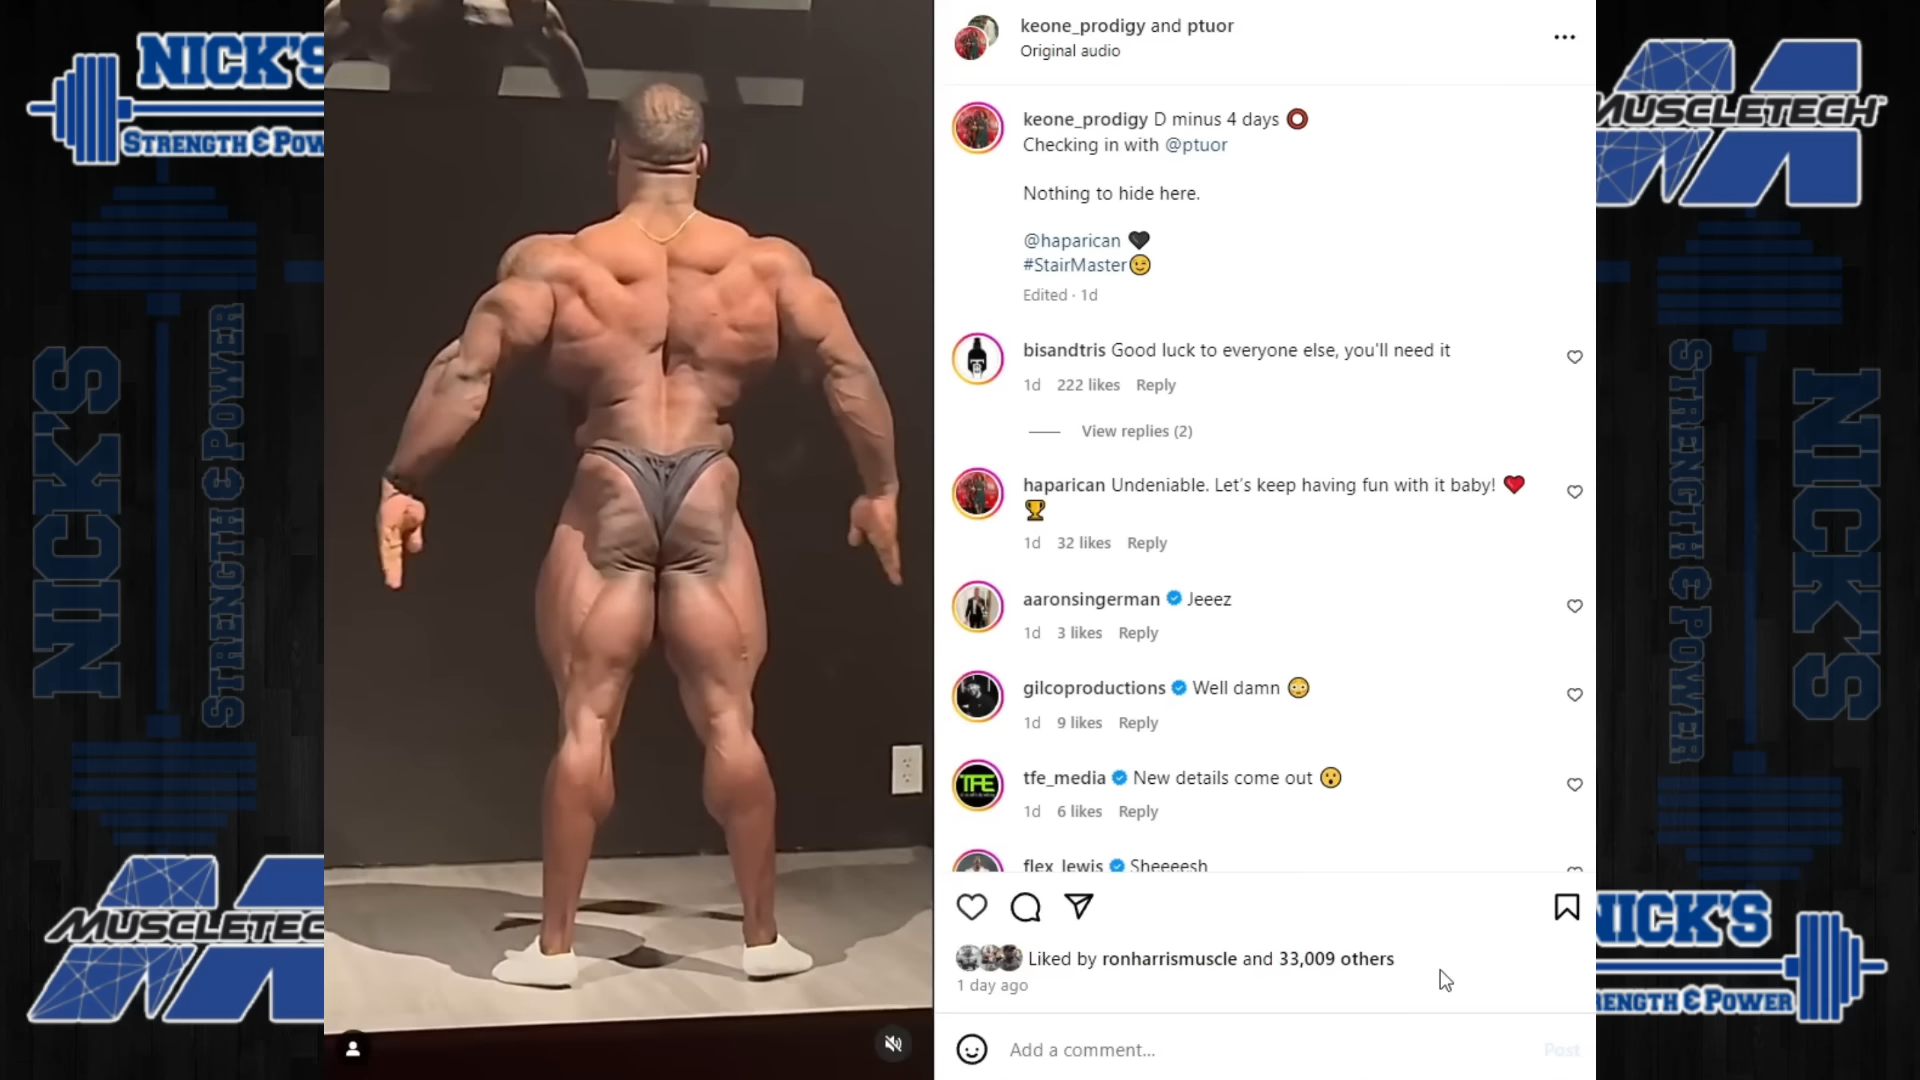 NICK'S
STRENGTH & POW
NICK'S
STRENGTH & POWER
MUSCLETECH
keone_prodigy and ptuor
Original audio
keone_prodigy D minus 4 days ⭕
Checking in with @ptuor
Nothing to hide here.
@haparican 🖤
#StairMaster😉
Edited · 1d
bisandtris Good luck to everyone else, you'll need it
1d 222 likes Reply
View replies (2)
haparican Undeniable. Let's keep having fun with it baby! ❤️
🏆
1d 32 likes Reply
aaronsingerman Jeeez
1d 3 likes Reply
gilcoproductions Well damn 😳
1d 9 likes Reply
TFE
tfe_media New details come out 😮
1d 6 likes Reply
flex_lewis Sheeeesh
Liked by ronharrismuscle and 33,009 others
1 day ago
Add a comment...
Post
MUSCLETECH
STRENGTH & POWER
NICK'S
NICK'S
RENGTH & POWER